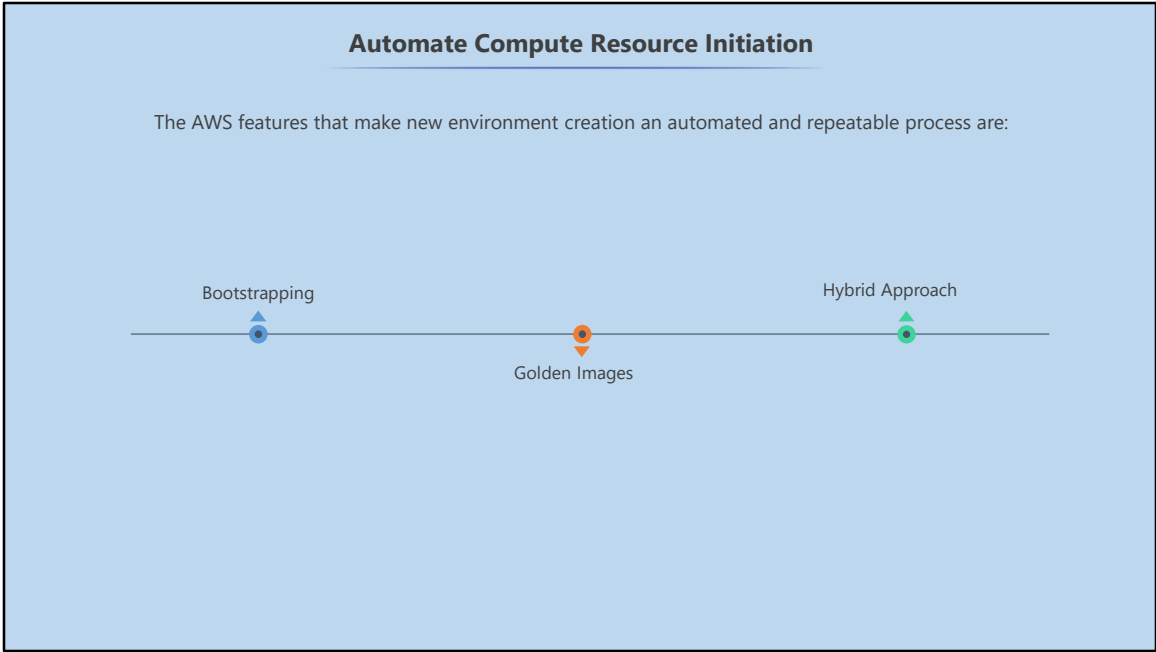 Automate Compute Resource Initiation
The AWS features that make new environment creation an automated and repeatable process are:
Bootstrapping
Golden Images
Hybrid Approach